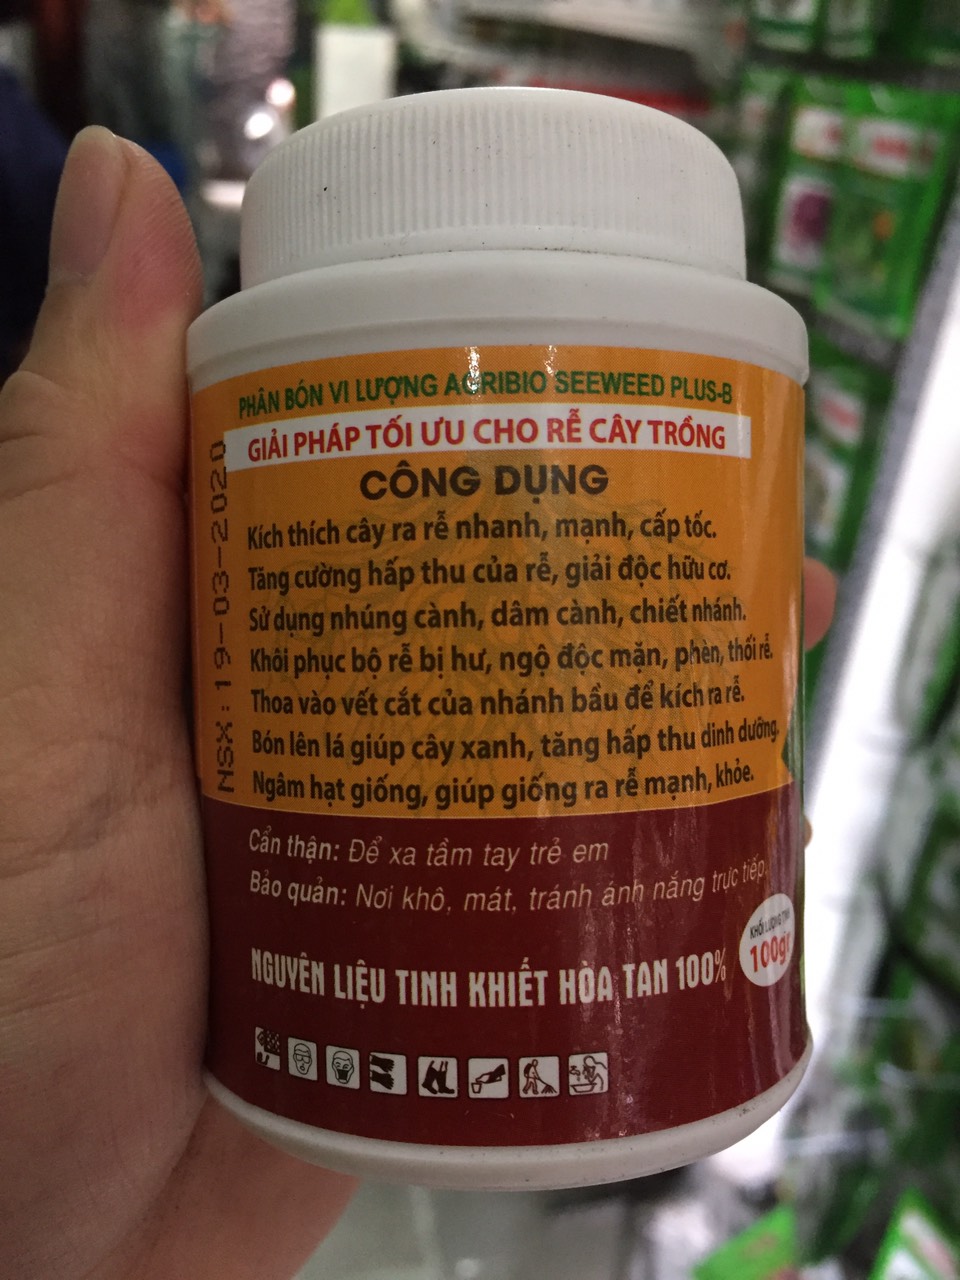 PHÂN BÓN VI LƯỢNG AGRIBIO SEEWEED PLUS-B
GIẢI PHÁP TỐI ƯU CHO RỄ CÂY TRỒNG
CÔNG DỤNG
Kích thích cây ra rễ nhanh, mạnh, cấp tốc.
Tăng cường hấp thu của rễ, giải độc hữu cơ.
Sử dụng nhúng cành, dâm cành, chiết nhánh.
Khôi phục bộ rễ bị hư, ngộ độc mặn, phèn, thối rễ.
Thoa vào vết cắt của nhánh bầu để kích ra rễ.
Bón lên lá giúp cây xanh, tăng hấp thu dinh dưỡng.
Ngâm hạt giống, giúp giống ra rễ mạnh, khỏe.
NSX: 19-03-2020
Cẩn thận: Để xa tầm tay trẻ em
Bảo quản: Nơi khô, mát, tránh ánh nắng trực tiếp.
KHỐI LƯỢNG TỊNH
100gr
NGUYÊN LIỆU TINH KHIẾT HÒA TAN 100%